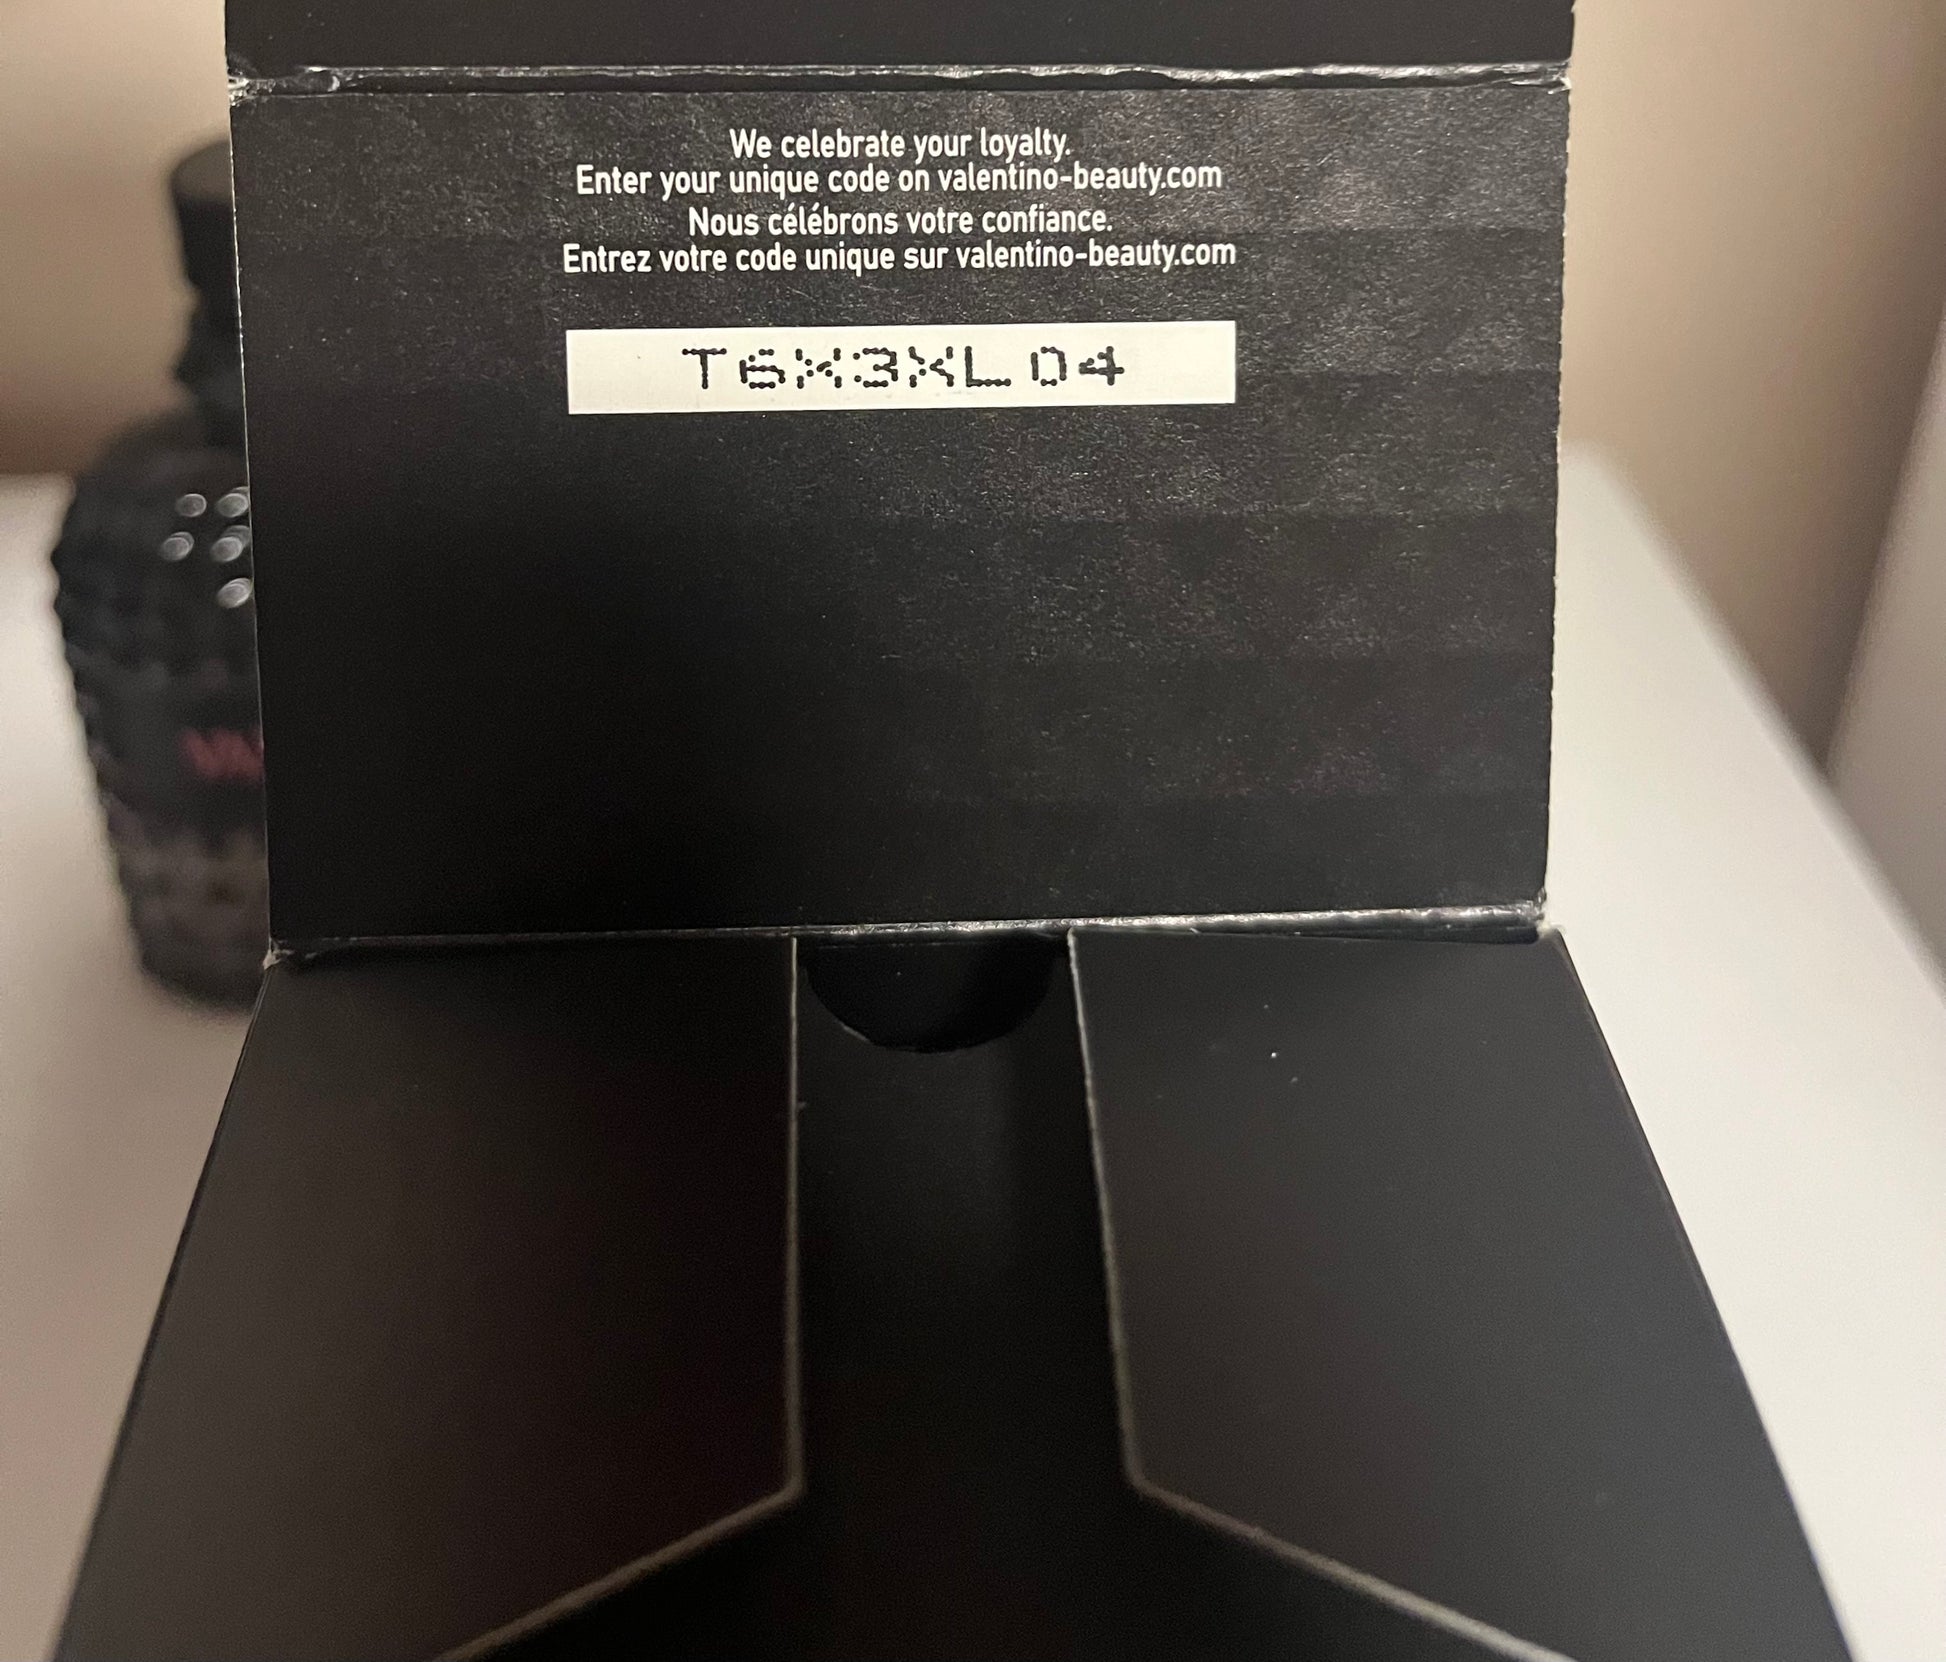 We celebrate your loyalty.
Enter your unique code on valentino-beauty.com
Nous célébrons votre confiance.
Entrez votre code unique sur valentino-beauty.com
T6X3XL04